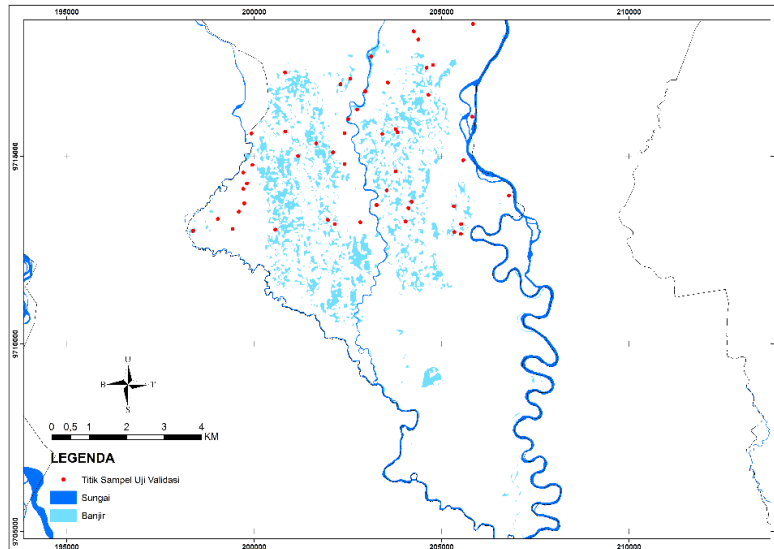 195000 200000 205000 210000
9715000
9710000
9705000
U
B T
S
0 0,5 1 2 3 4
KM
LEGENDA
Titik Sampel Uji Validasi
Sungai
Banjir
195000 200000 205000 210000